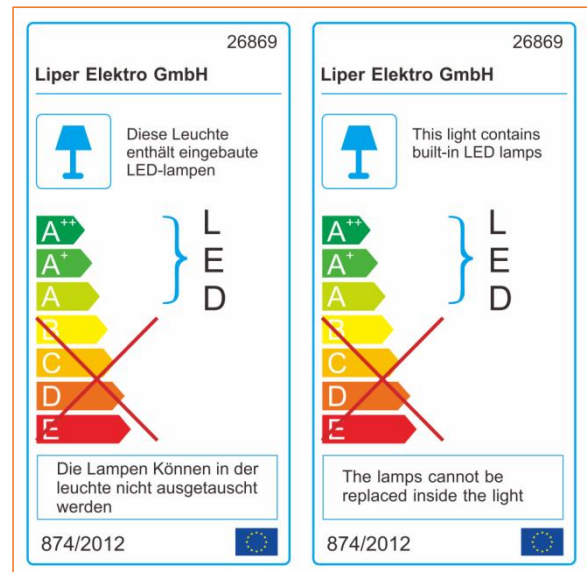 26869
Liper Elektro GmbH
Diese Leuchte
enthält eingebaute
LED-lampen
A++
A+
A
B
C
D
E
L
E
D
Die Lampen Können in der
leuchte nicht ausgetauscht
werden
874/2012
26869
Liper Elektro GmbH
This light contains
built-in LED lamps
A++
A+
A
B
C
D
E
L
E
D
The lamps cannot be
replaced inside the light
874/2012